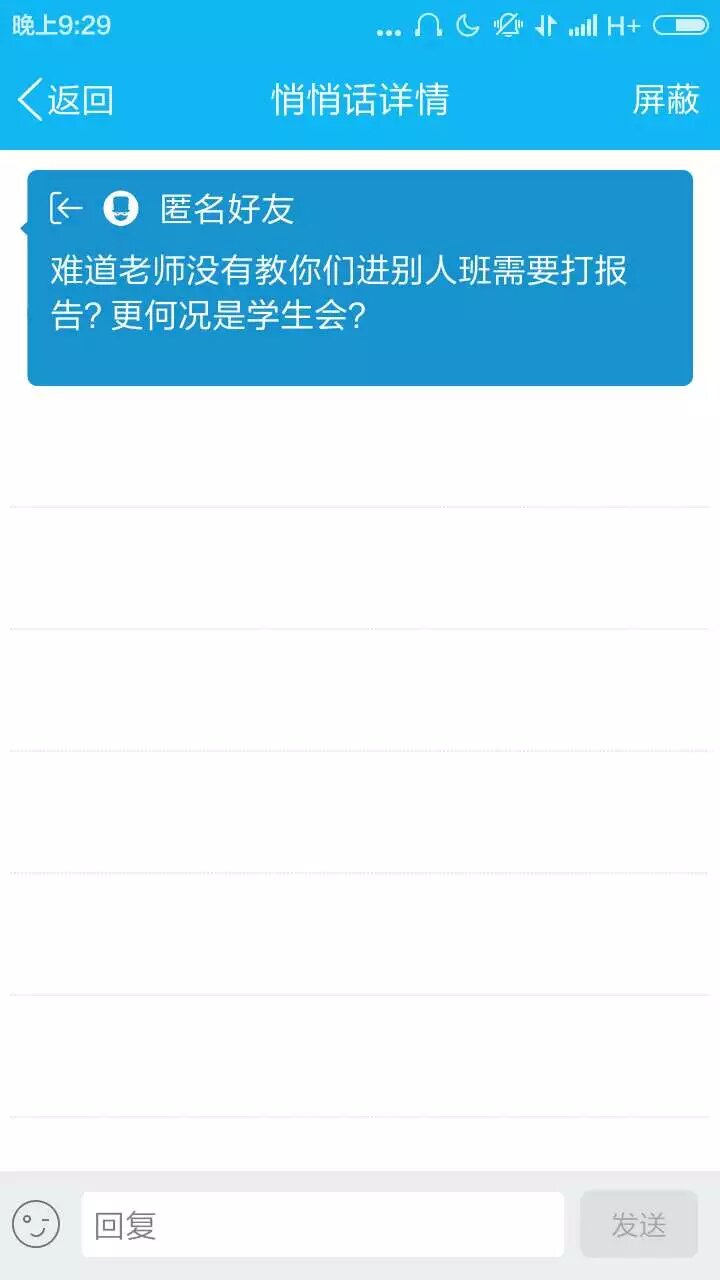 晚上9:29
H+
返回
悄悄话详情
屏蔽
匿名好友
难道老师没有教你们进别人班需要打报
告? 更何况是学生会?
回复
发送